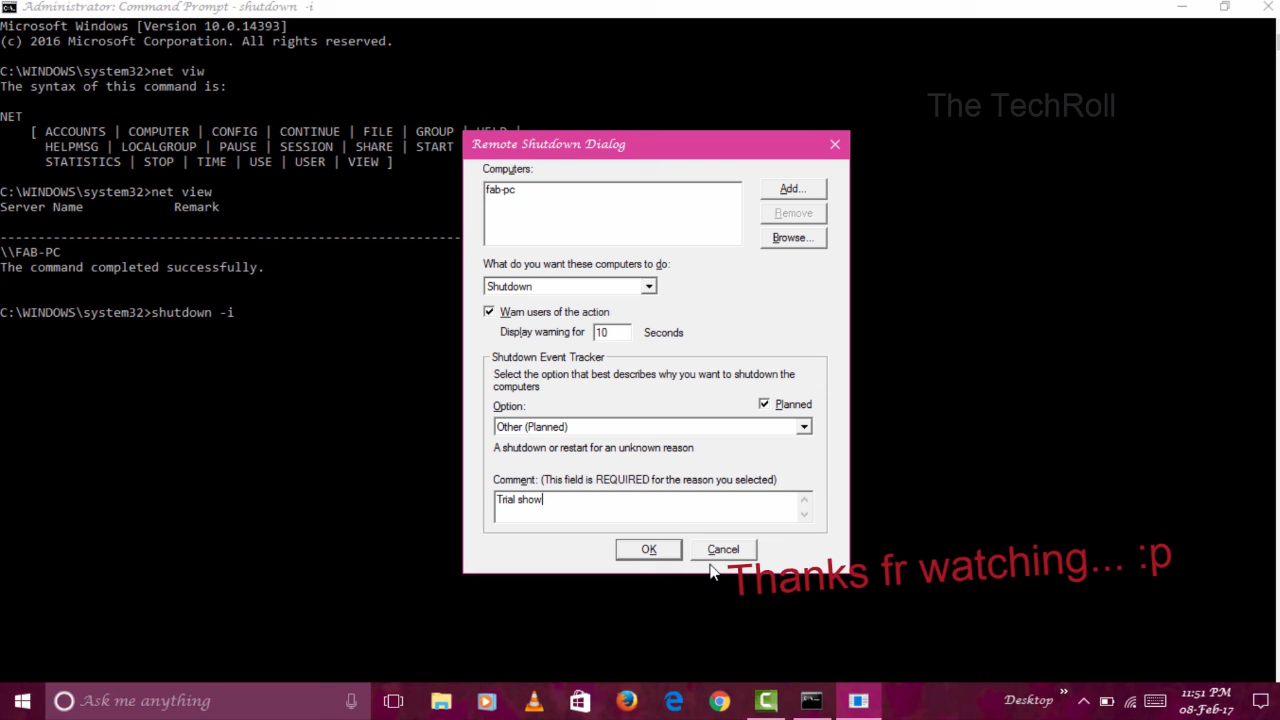 Administrator: Command Prompt - shutdown -i
Microsoft Windows [Version 10.0.14393]
(c) 2016 Microsoft Corporation. All rights reserved.
C:\WINDOWS\system32>net viw
The syntax of this command is:
NET
[ ACCOUNTS | COMPUTER | CONFIG | CONTINUE | FILE | GROUP | HELP |
HELPMSG | LOCALGROUP | PAUSE | SESSION | SHARE | START
STATISTICS | STOP | TIME | USE | USER | VIEW ]
C:\WINDOWS\system32>net view
Server Name Remark
-------------------------------------------------------------
\\FAB-PC
The command completed successfully.
C:\WINDOWS\system32>shutdown -i
The TechRoll
Remote Shutdown Dialog
Computers:
fab-pc
Add...
Remove
Browse...
What do you want these computers to do:
Shutdown
Warn users of the action
Display warning for 10 Seconds
Shutdown Event Tracker
Select the option that best describes why you want to shutdown the
computers
Option:
Planned
Other (Planned)
A shutdown or restart for an unknown reason
Comment: (This field is REQUIRED for the reason you selected)
Trial show
OK
Cancel
Thanks fr watching... :p
Ask me anything
Desktop
11:51 PM
08-Feb-17